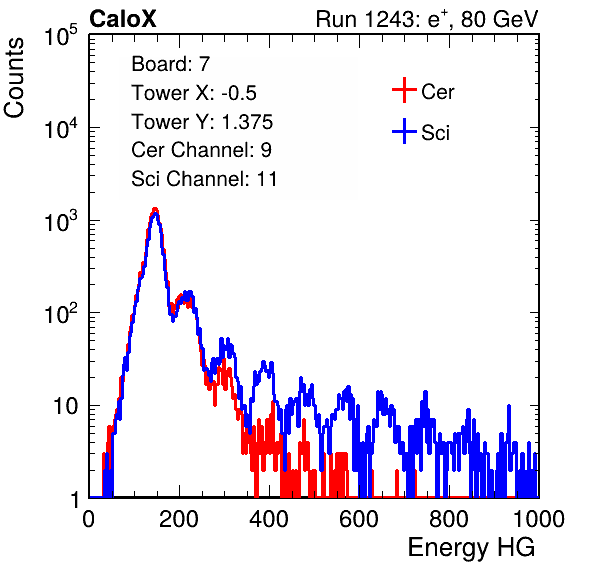 CaloX Run 1243: e⁺, 80 GeV
Counts
10⁵
10⁴
10³
10²
10
1
Board: 7
Tower X: -0.5
Tower Y: 1.375
Cer Channel: 9
Sci Channel: 11
Cer
Sci
0 200 400 600 800 1000
Energy HG